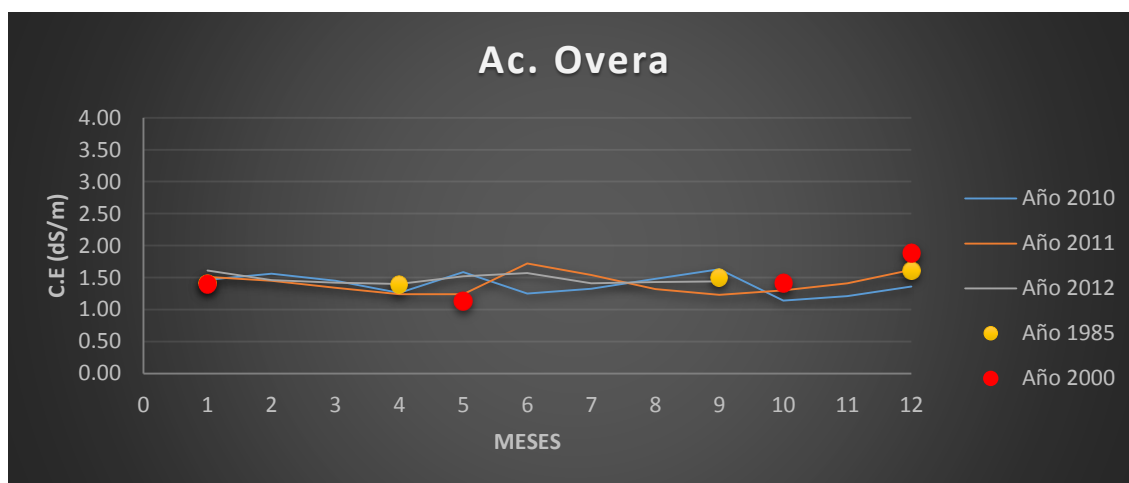 Ac. Overa
4.00
3.50
3.00
2.50
2.00
1.50
1.00
0.50
0.00
C.E (dS/m)
0 1 2 3 4 5 6 7 8 9 10 11 12
MESES
Año 2010
Año 2011
Año 2012
Año 1985
Año 2000